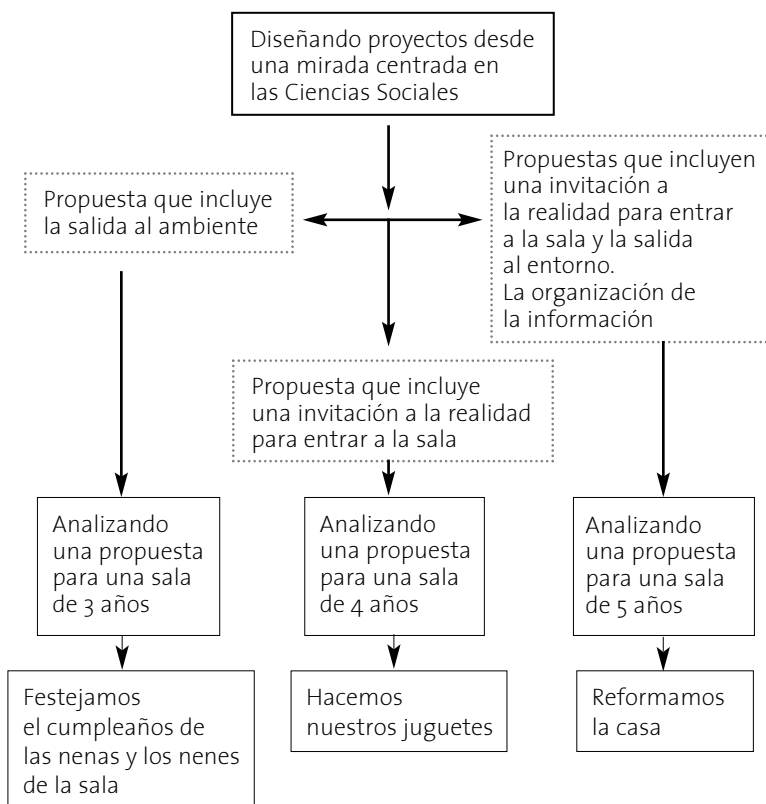 Diseñando proyectos desde
una mirada centrada en
las Ciencias Sociales
Propuesta que incluye
la salida al ambiente
Propuestas que incluyen
una invitación a
la realidad para entrar
a la sala y la salida
al entorno.
La organización de
la información
Propuesta que incluye
una invitación a la realidad
para entrar a la sala
Analizando
una propuesta
para una sala
de 3 años
Analizando
una propuesta
para una sala
de 4 años
Analizando
una propuesta
para una sala
de 5 años
Festejamos
el cumpleaños de
las nenas y los nenes
de la sala
Hacemos
nuestros juguetes
Reformamos
la casa